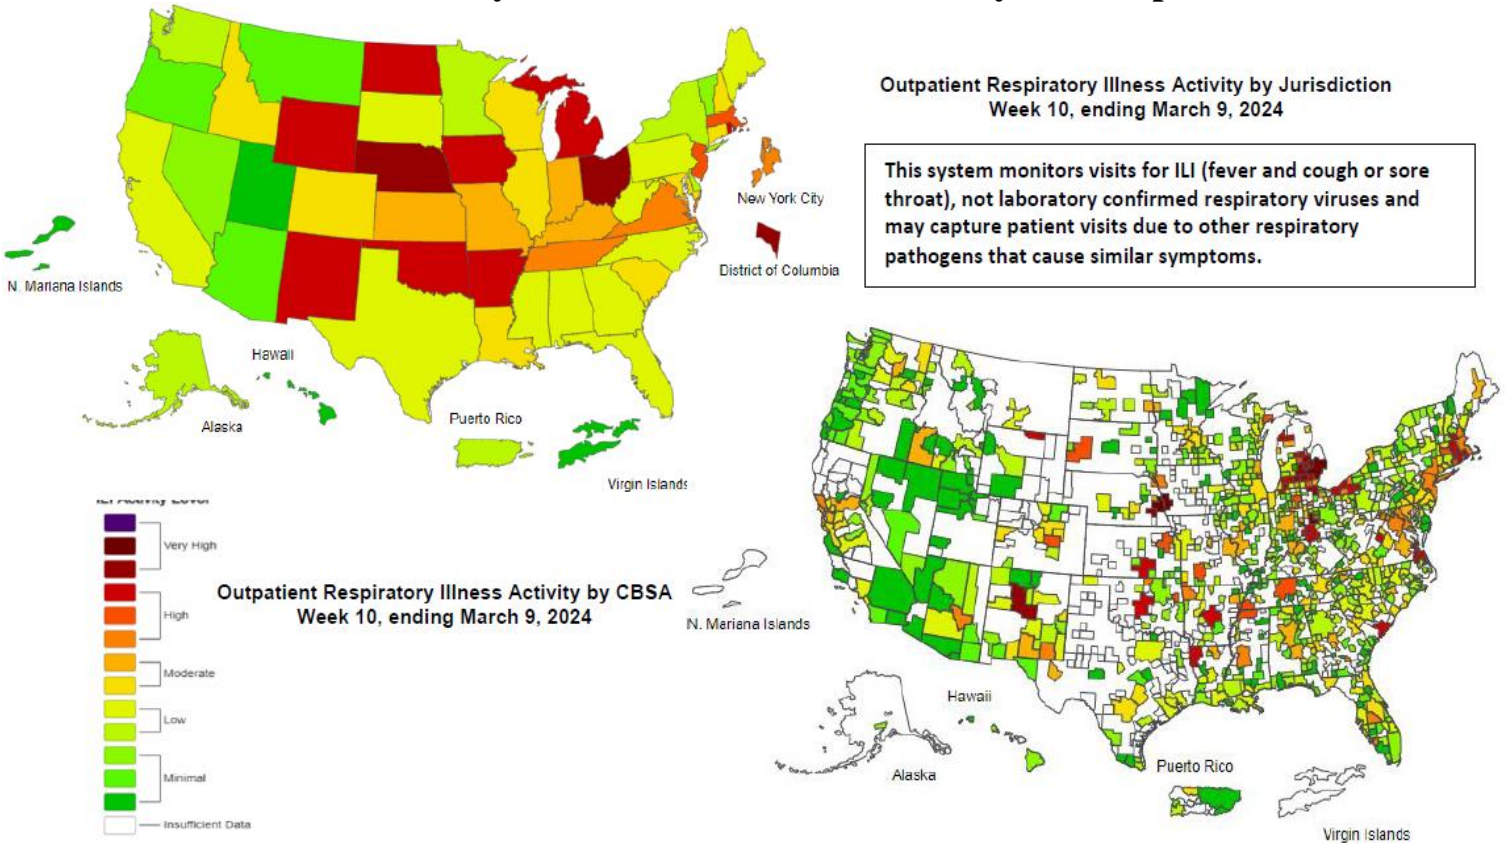 Outpatient Respiratory Illness Activity by Jurisdiction
Week 10, ending March 9, 2024
This system monitors visits for ILI (fever and cough or sore
throat), not laboratory confirmed respiratory viruses and
may capture patient visits due to other respiratory
pathogens that cause similar symptoms.
New York City
District of Columbia
N. Mariana Islands
Hawaii
Alaska
Puerto Rico
Virgin Islands
ILI Activity Level
Very High
High
Moderate
Low
Minimal
Insufficient Data
Outpatient Respiratory Illness Activity by CBSA
Week 10, ending March 9, 2024
N. Mariana Islands
Hawaii
Alaska
Puerto Rico
Virgin Islands